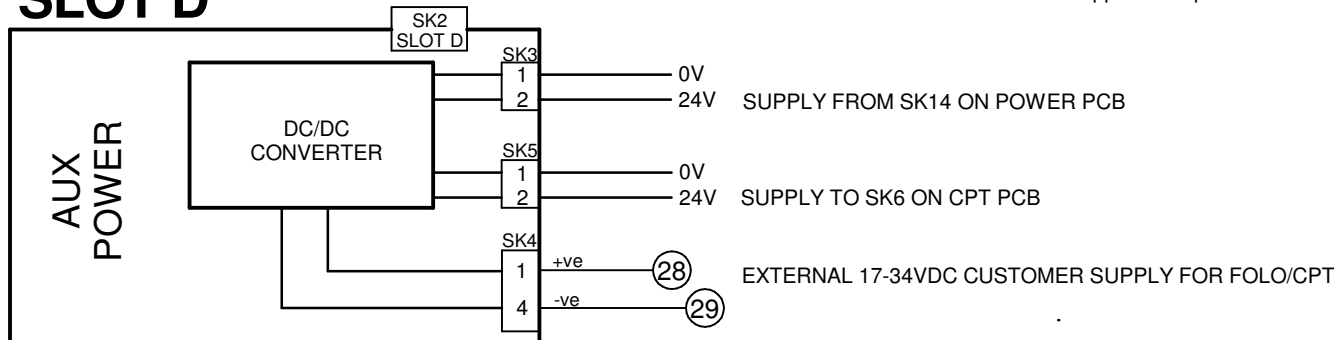 SLOT D
SK2
SLOT D
SK3
1
0V
2
24V SUPPLY FROM SK14 ON POWER PCB
DC/DC
CONVERTER
AUX
POWER
SK5
1
0V
2
24V SUPPLY TO SK6 ON CPT PCB
SK4
1
+ve
28
EXTERNAL 17-34VDC CUSTOMER SUPPLY FOR FOLO/CPT
4
-ve
29